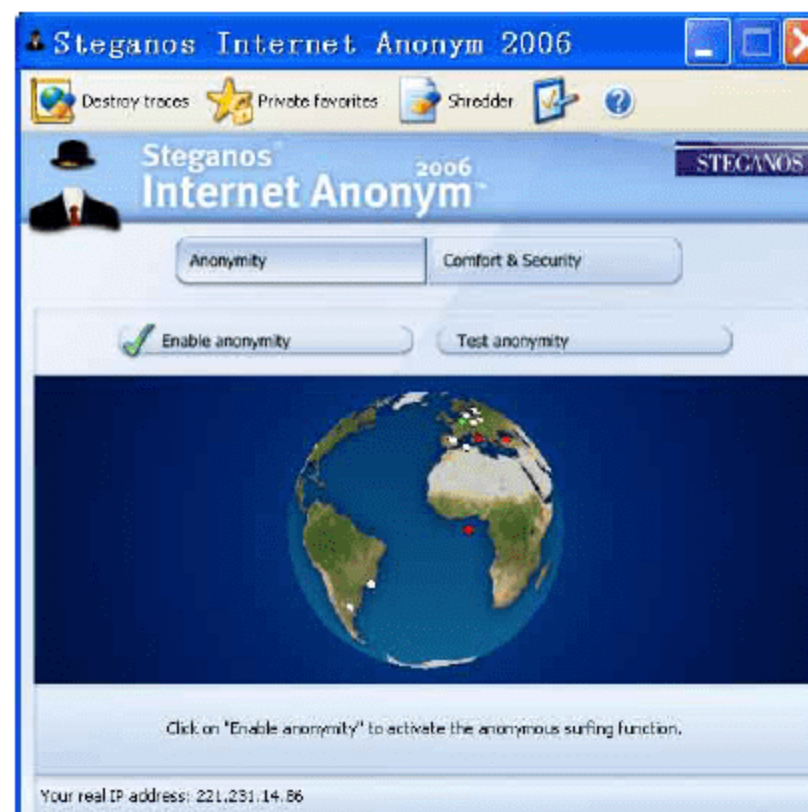 Steganos Internet Anonym 2006
Destroy traces Private favorites Shredder ?
Steganos®
2006
Internet Anonym™
STEGANOS
Anonymity Comfort & Security
Enable anonymity Test anonymity
Click on "Enable anonymity" to activate the anonymous surfing function.
Your real IP address: 221.231.14.86